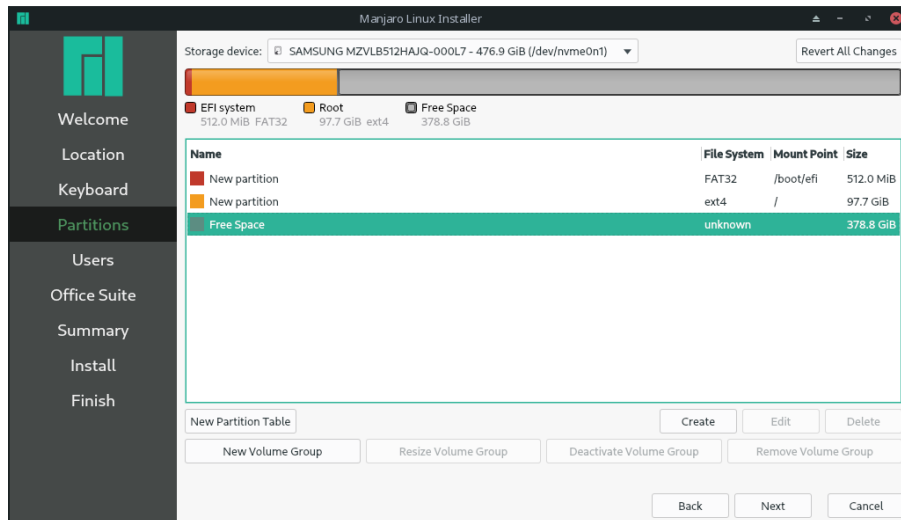 Manjaro Linux Installer
Storage device: SAMSUNG MZVLB512HAJQ-000L7 - 476.9 GiB (/dev/nvme0n1) Revert All Changes
EFI system Root Free Space
512.0 MiB FAT32 97.7 GiB ext4 378.8 GiB
Welcome
Location
Keyboard
Partitions
Users
Office Suite
Summary
Install
Finish
Name File System Mount Point Size
New partition FAT32 /boot/efi 512.0 MiB
New partition ext4 / 97.7 GiB
Free Space unknown 378.8 GiB
New Partition Table Create Edit Delete
New Volume Group Resize Volume Group Deactivate Volume Group Remove Volume Group
Back Next Cancel